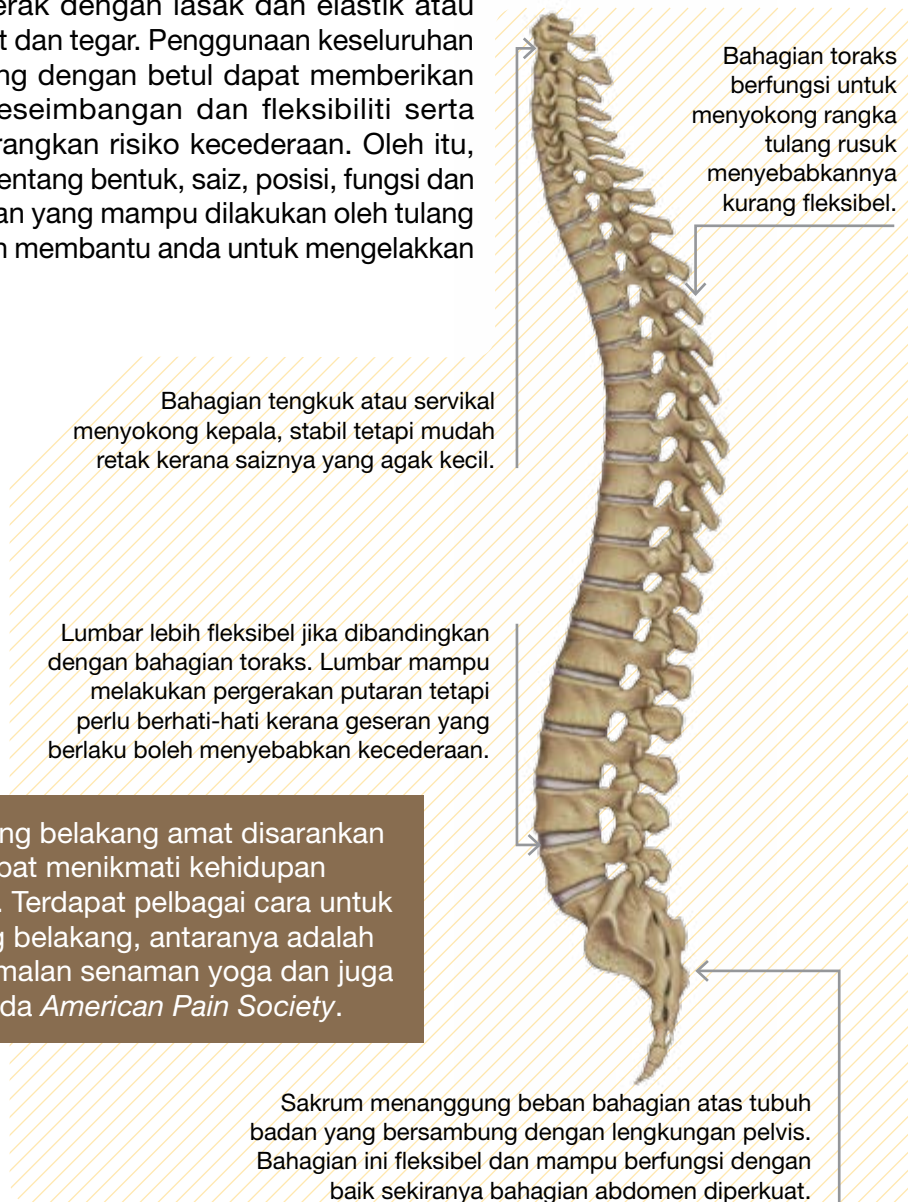 erak dengan lasak dan elastik atau
t dan tegar. Penggunaan keseluruhan
ng dengan betul dapat memberikan
eseimbangan dan fleksibiliti serta
rangkan risiko kecederaan. Oleh itu,
entang bentuk, saiz, posisi, fungsi dan
an yang mampu dilakukan oleh tulang
n membantu anda untuk mengelakkan
Bahagian toraks
berfungsi untuk
menyokong rangka
tulang rusuk
menyebabkannya
kurang fleksibel.
Bahagian tengkuk atau servikal
menyokong kepala, stabil tetapi mudah
retak kerana saiznya yang agak kecil.
Lumbar lebih fleksibel jika dibandingkan
dengan bahagian toraks. Lumbar mampu
melakukan pergerakan putaran tetapi
perlu berhati-hati kerana geseran yang
berlaku boleh menyebabkan kecederaan.
ng belakang amat disarankan
pat menikmati kehidupan
. Terdapat pelbagai cara untuk
g belakang, antaranya adalah
malan senaman yoga dan juga
da American Pain Society.
Sakrum menanggung beban bahagian atas tubuh
badan yang bersambung dengan lengkungan pelvis.
Bahagian ini fleksibel dan mampu berfungsi dengan
baik sekiranya bahagian abdomen diperkuat.